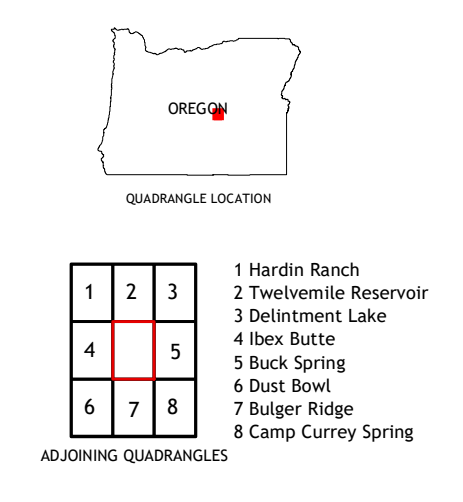 OREGON
QUADRANGLE LOCATION
1 2 3
4 5
6 7 8
ADJOINING QUADRANGLES
1 Hardin Ranch
2 Twelvemile Reservoir
3 Delintment Lake
4 Ibex Butte
5 Buck Spring
6 Dust Bowl
7 Bulger Ridge
8 Camp Currey Spring